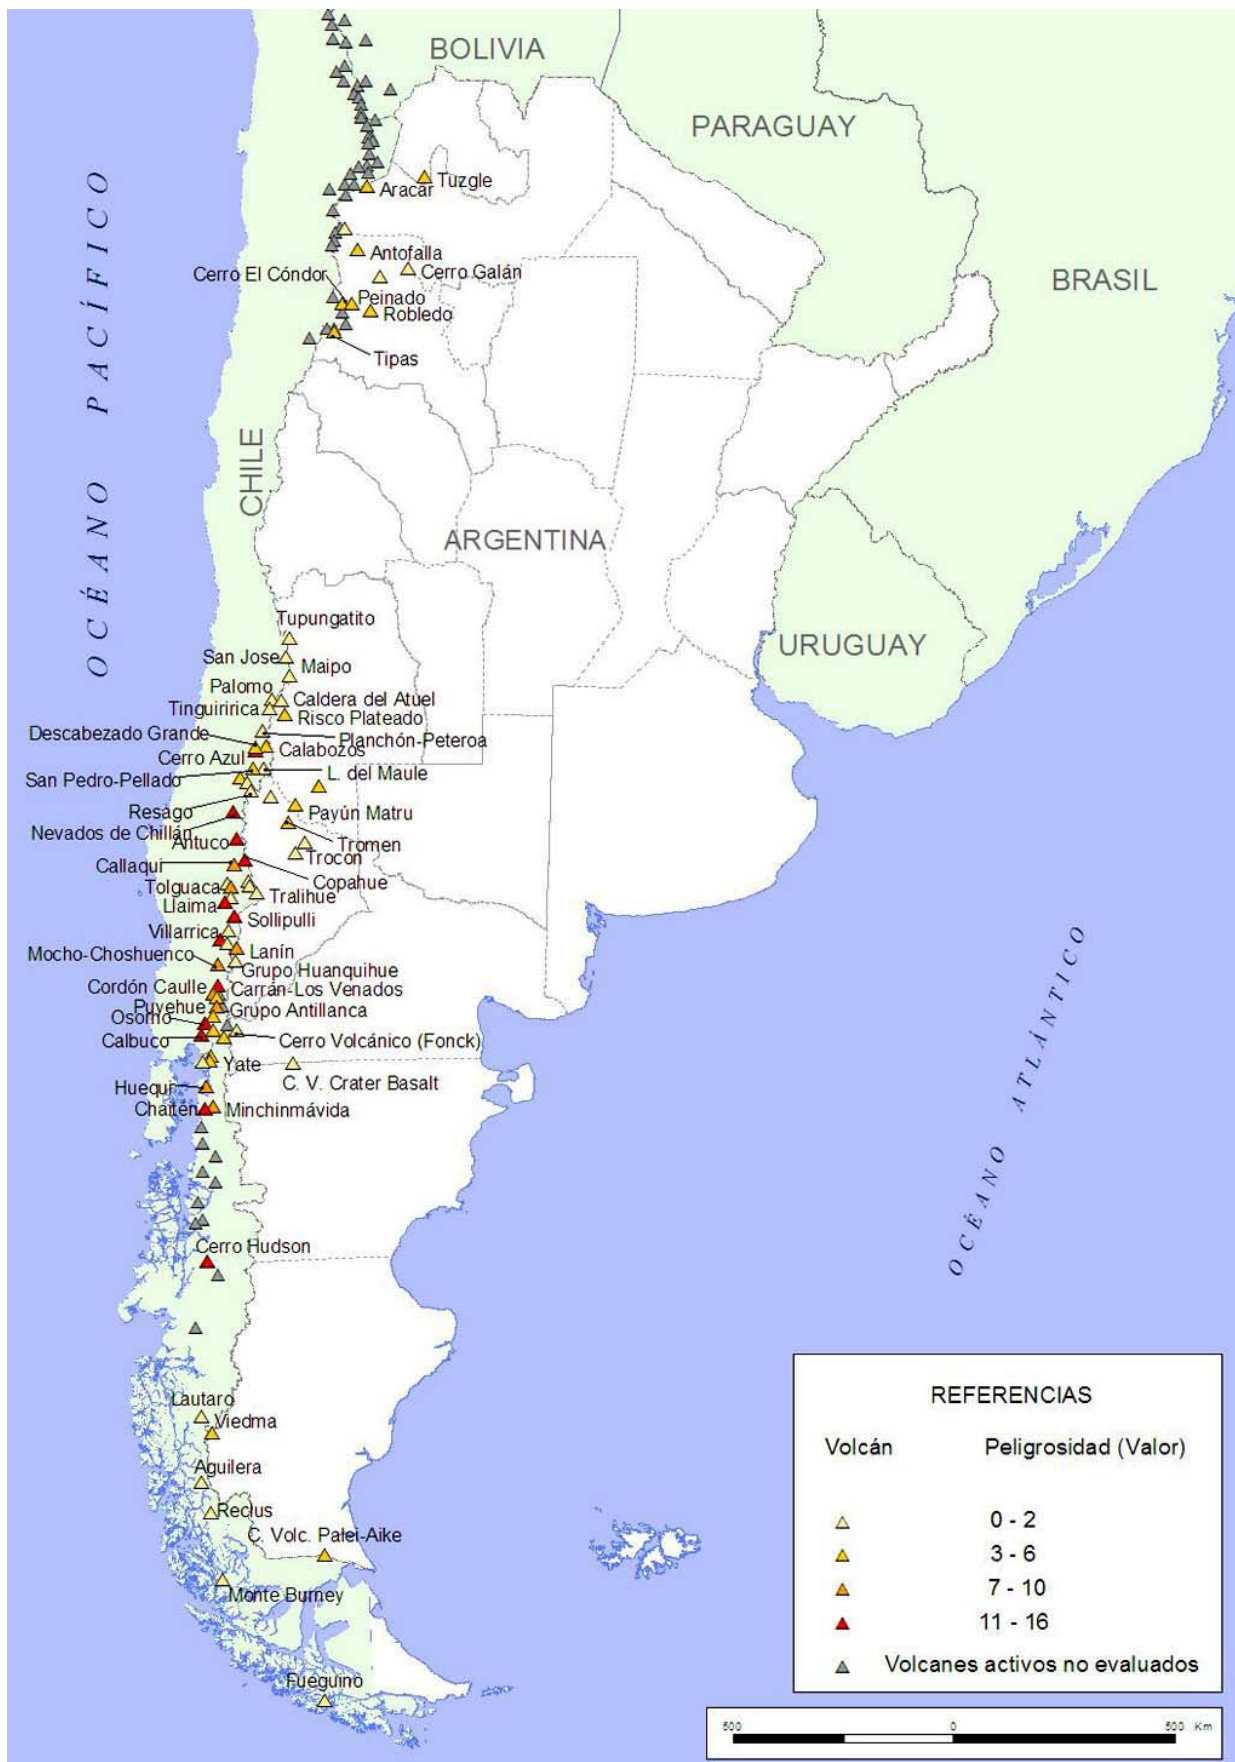 BOLIVIA
PARAGUAY
Tuzgle
Aracar
OCÉANO PACÍFICO
Antofalla
Cerro El Cóndor
Cerro Galán
BRASIL
Peinado
Robledo
Tipas
CHILE
ARGENTINA
Tupungatito
URUGUAY
San Jose
Maipo
Palomo
Caldera del Atuel
Tinguiririca
Risco Plateado
Descabezado Grande
Planchón-Peteroa
Calabozos
Cerro Azul
L. del Maule
San Pedro-Pellado
Resago
Payún Matru
Nevados de Chillán
Antuco
Tromen
Trocon
Callaqui
Copahue
Tolguaca
Tralihue
Llaima
Sollipulli
Villarrica
Lanín
Mocho-Choshuenco
Grupo Huanquihue
Cordón Caulle
Carrán-Los Venados
Puyehue
Grupo Antillanca
Osorno
Calbuco
Cerro Volcánico (Fonck)
Yate
C. V. Crater Basalt
Huequi
Chaitén
Minchinmávida
OCÉANO ATLÁNTICO
Cerro Hudson
Lautaro
Viedma
Aguilera
Reclus
C. Volc. Palei-Aike
Monte Burney
Fueguino
REFERENCIAS
Volcán Peligrosidad (Valor)
0 - 2
3 - 6
7 - 10
11 - 16
Volcanes activos no evaluados
500 0 500 Km